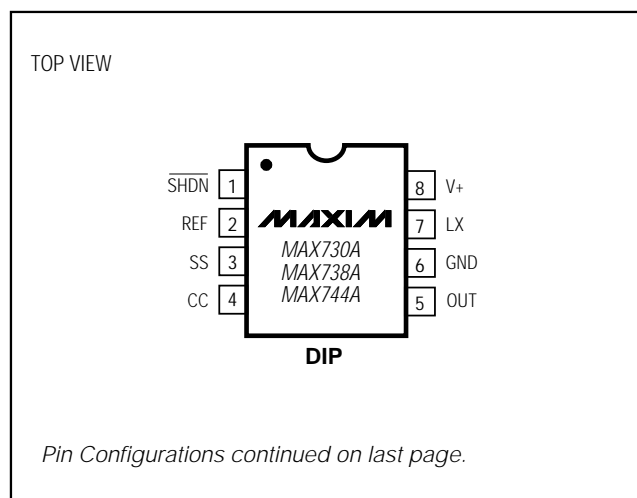 TOP VIEW
SHDN 1
REF 2
SS 3
CC 4
MAXIM
MAX730A
MAX738A
MAX744A
8 V+
7 LX
6 GND
5 OUT
DIP
Pin Configurations continued on last page.